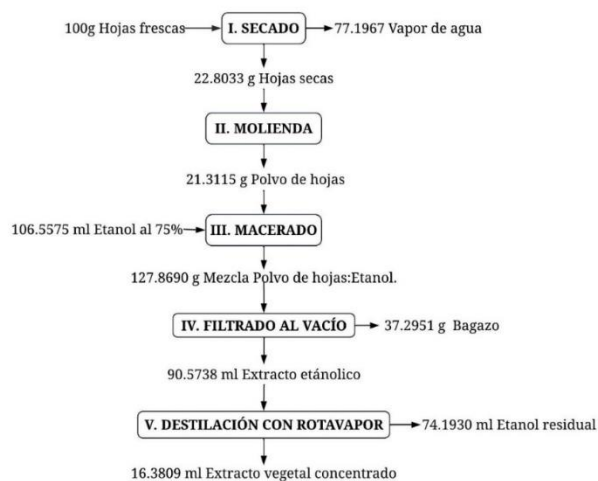 100g Hojas frescas I. SECADO 77.1967 Vapor de agua
22.8033 g Hojas secas
II. MOLIENDA
21.3115 g Polvo de hojas
106.5575 ml Etanol al 75% III. MACERADO
127.8690 g Mezcla Polvo de hojas:Etanol.
IV. FILTRADO AL VACÍO 37.2951 g Bagazo
90.5738 ml Extracto etánolico
V. DESTILACIÓN CON ROTAVAPOR 74.1930 ml Etanol residual
16.3809 ml Extracto vegetal concentrado